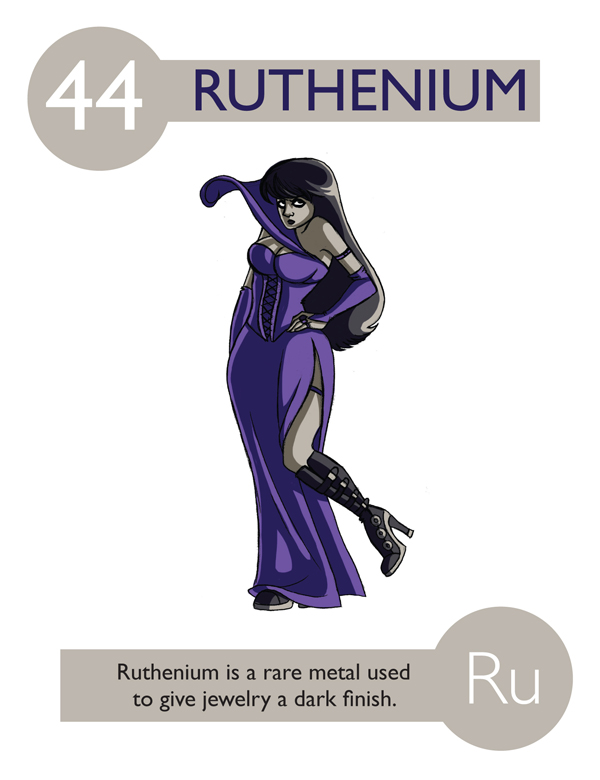 44
RUTHENIUM
Ruthenium is a rare metal used
to give jewelry a dark finish.
Ru